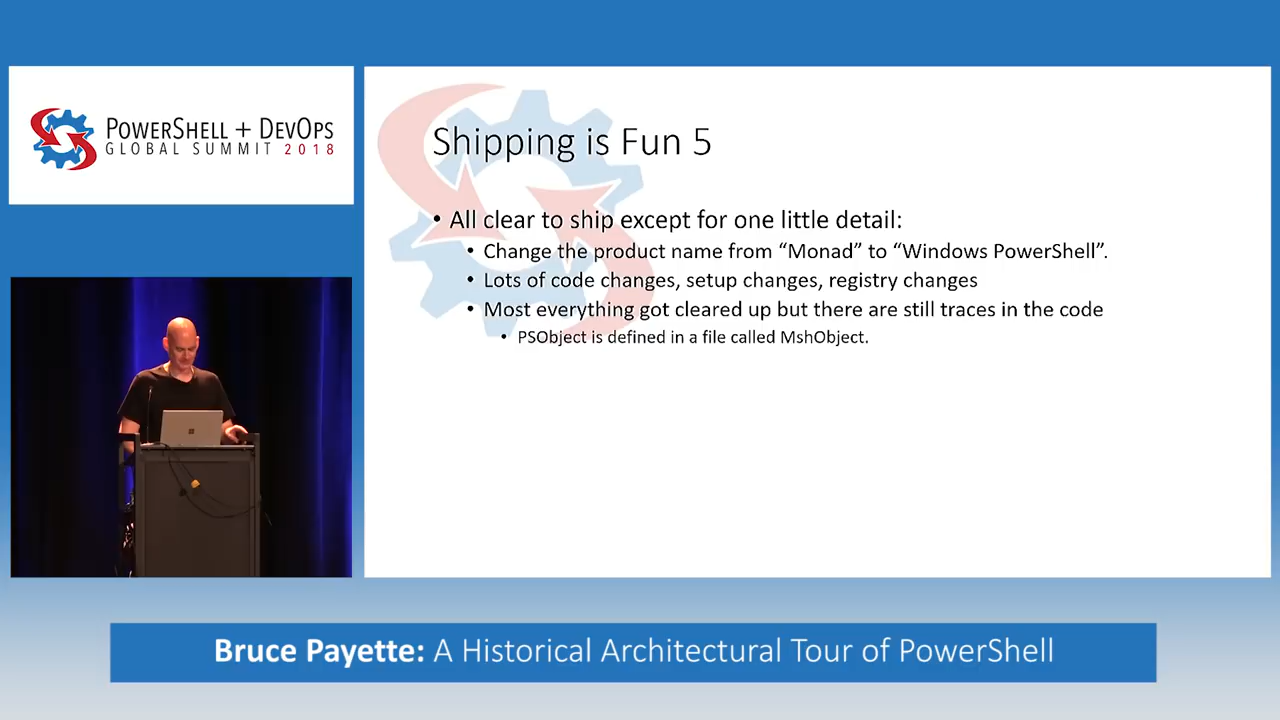 POWERSHELL + DEVOPS
GLOBAL SUMMIT 2018
Shipping is Fun 5
• All clear to ship except for one little detail:
• Change the product name from “Monad” to “Windows PowerShell”.
• Lots of code changes, setup changes, registry changes
• Most everything got cleared up but there are still traces in the code
• PSObject is defined in a file called MshObject.
Bruce Payette: A Historical Architectural Tour of PowerShell